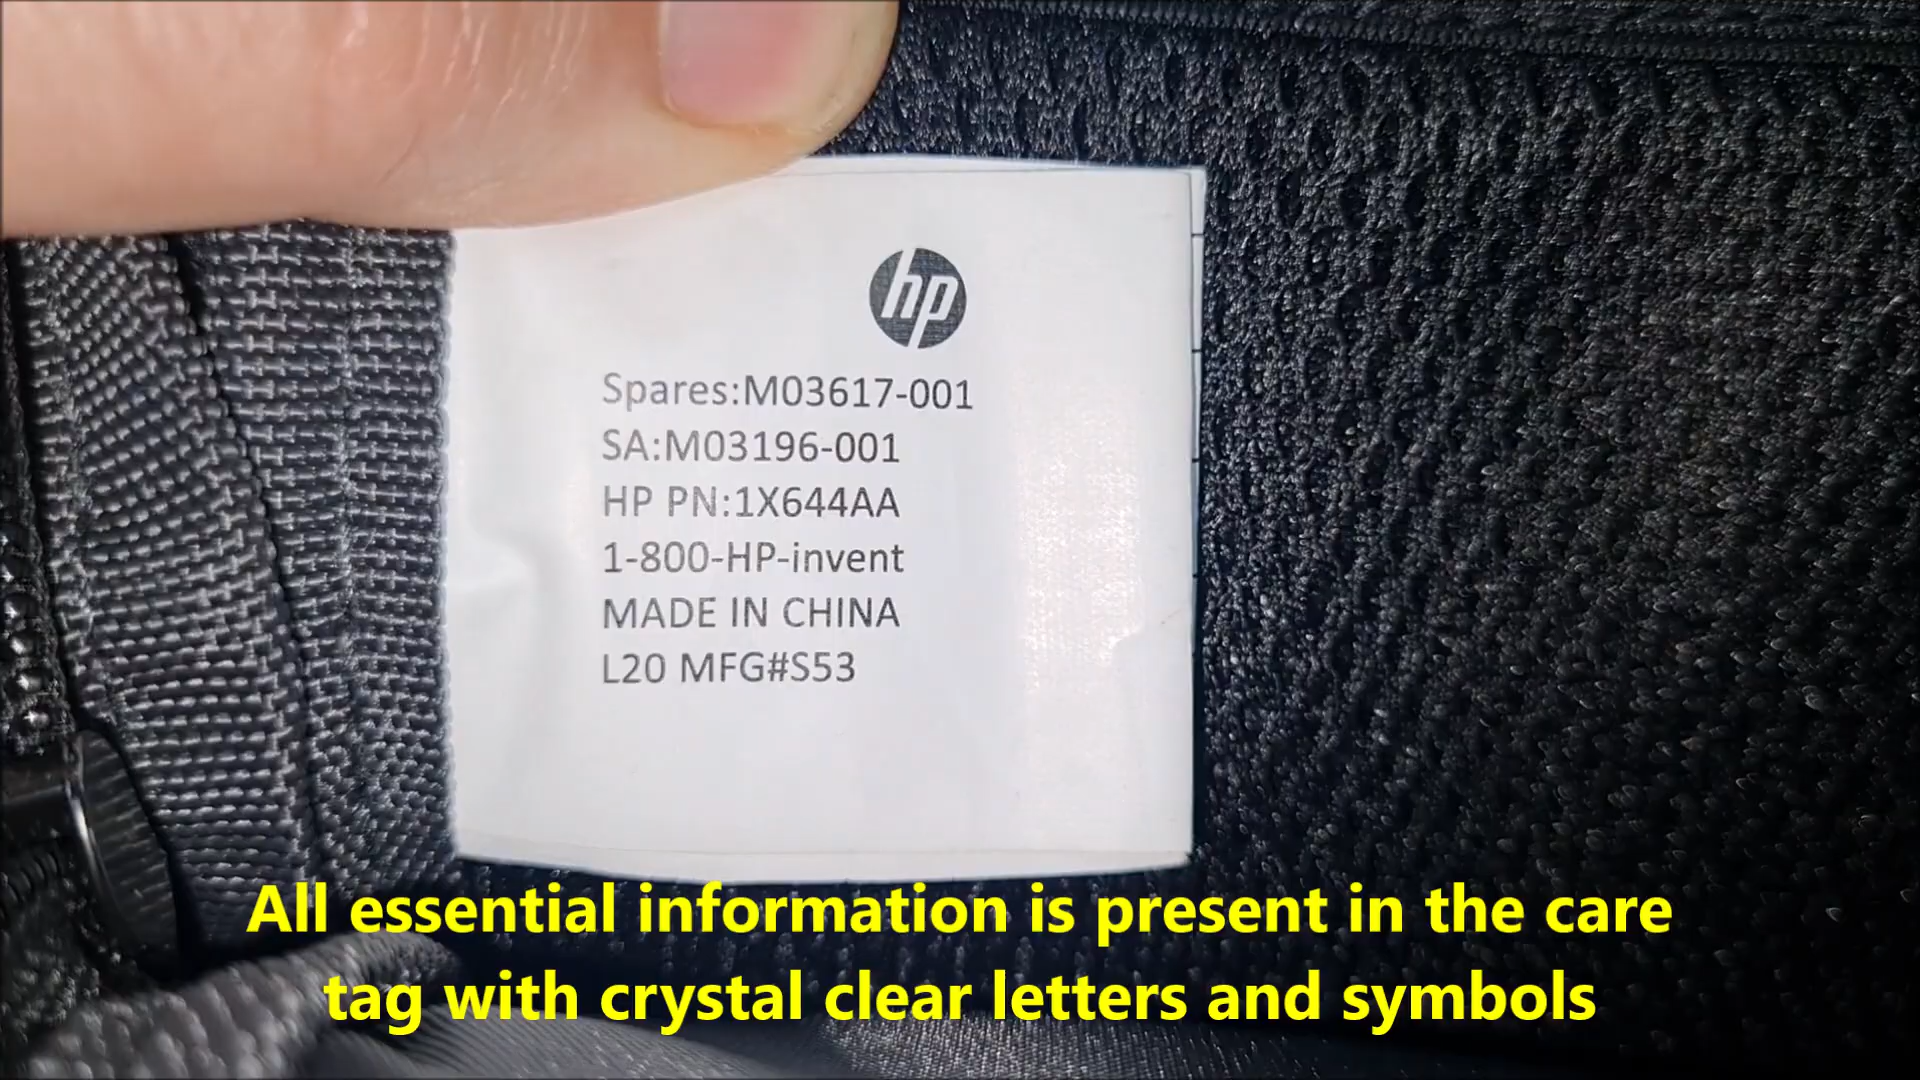 hp
Spares:M03617-001
SA:M03196-001
HP PN:1X644AA
1-800-HP-invent
MADE IN CHINA
L20 MFG#S53
All essential information is present in the care
tag with crystal clear letters and symbols